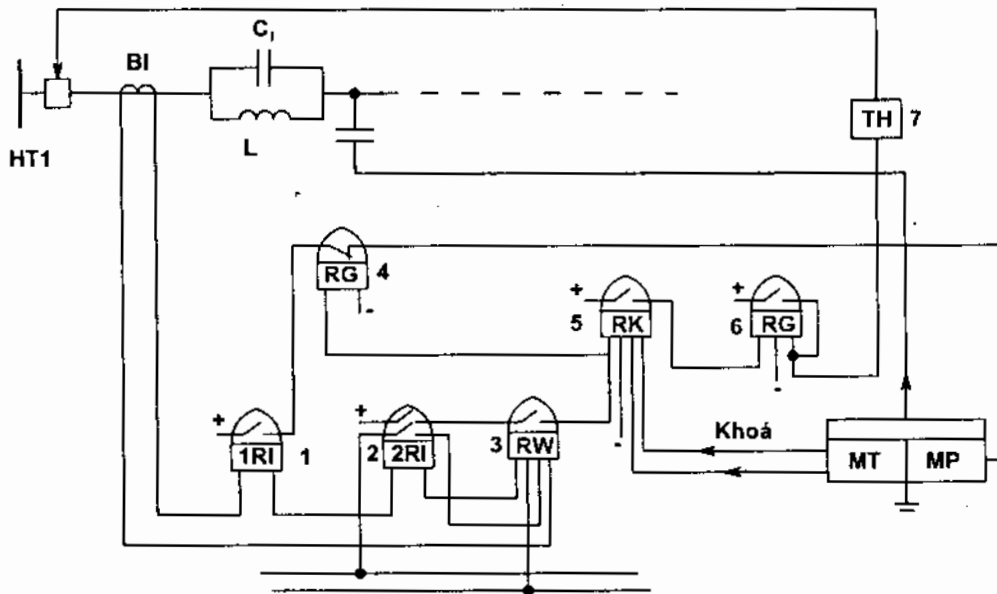 C₁
BI
L
HT1
TH 7
RG 4
-
+ +
5 RK 6 RG
- -
+ +
1RI 1 2 2RI 3 RW
Khoá
MT MP